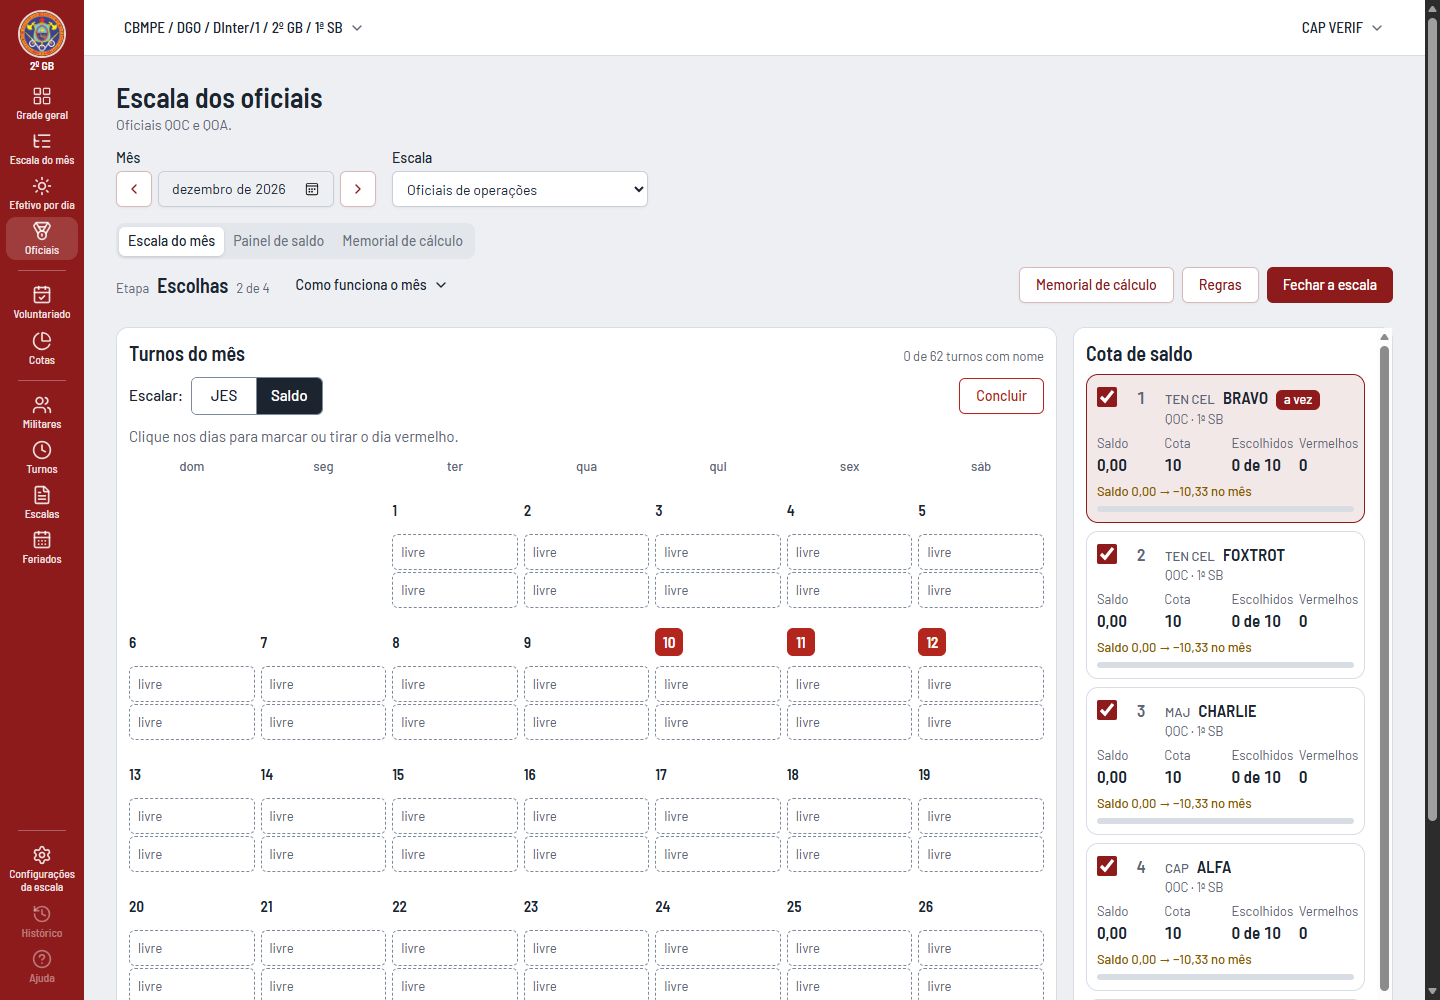 2º GB
Grade geral
Escala do mês
Efetivo por dia
Oficiais
Voluntariado
Cotas
Militares
Turnos
Escalas
Feriados
Configurações
da escala
Histórico
Ajuda
CBMPE / DGO / DInter/1 / 2º GB / 1ª SB
CAP VERIF
Escala dos oficiais
Oficiais QOC e QOA.
Mês
Escala
dezembro de 2026
Oficiais de operações
Escala do mês Painel de saldo Memorial de cálculo
Etapa Escolhas 2 de 4 Como funciona o mês
Memorial de cálculo Regras Fechar a escala
Turnos do mês
0 de 62 turnos com nome
Escalar: JES Saldo
Concluir
Clique nos dias para marcar ou tirar o dia vermelho.
dom seg ter qua qui sex sáb
1 2 3 4 5
livre livre livre livre livre
livre livre livre livre livre
6 7 8 9 10 11 12
livre livre livre livre livre livre livre
livre livre livre livre livre livre livre
13 14 15 16 17 18 19
livre livre livre livre livre livre livre
livre livre livre livre livre livre livre
20 21 22 23 24 25 26
livre livre livre livre livre livre livre
livre livre livre livre livre livre livre
Cota de saldo
1 TEN CEL BRAVO a vez
QOC · 1ª SB
Saldo Cota Escolhidos Vermelhos
0,00 10 0 de 10 0
Saldo 0,00 → −10,33 no mês
2 TEN CEL FOXTROT
QOC · 1ª SB
Saldo Cota Escolhidos Vermelhos
0,00 10 0 de 10 0
Saldo 0,00 → −10,33 no mês
3 MAJ CHARLIE
QOC · 1ª SB
Saldo Cota Escolhidos Vermelhos
0,00 10 0 de 10 0
Saldo 0,00 → −10,33 no mês
4 CAP ALFA
QOC · 1ª SB
Saldo Cota Escolhidos Vermelhos
0,00 10 0 de 10 0
Saldo 0,00 → −10,33 no mês